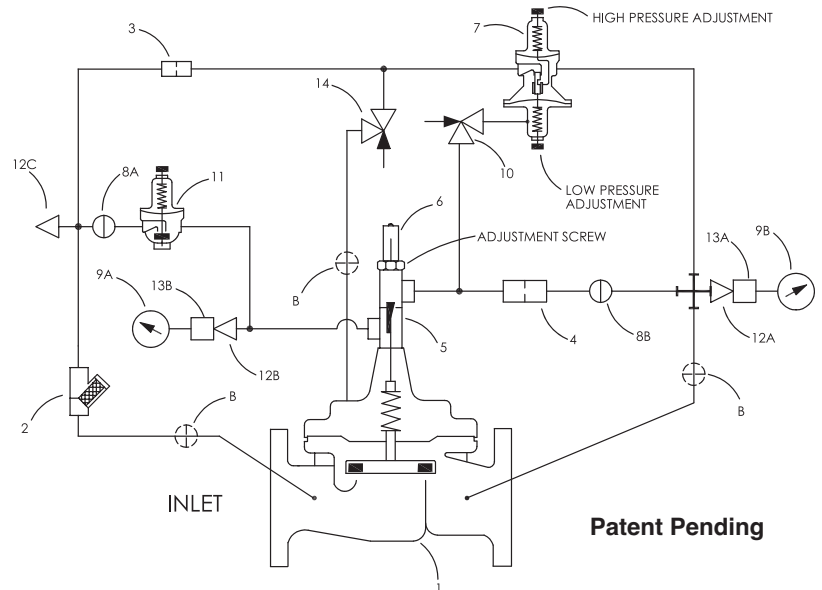 HIGH PRESSURE ADJUSTMENT
3
7
14
12C
8A
11
10
LOW PRESSURE
ADJUSTMENT
6
ADJUSTMENT SCREW
13A
9B
9A
13B
B
12B
5
4
8B
12A
2
B
B
INLET
Patent Pending
1